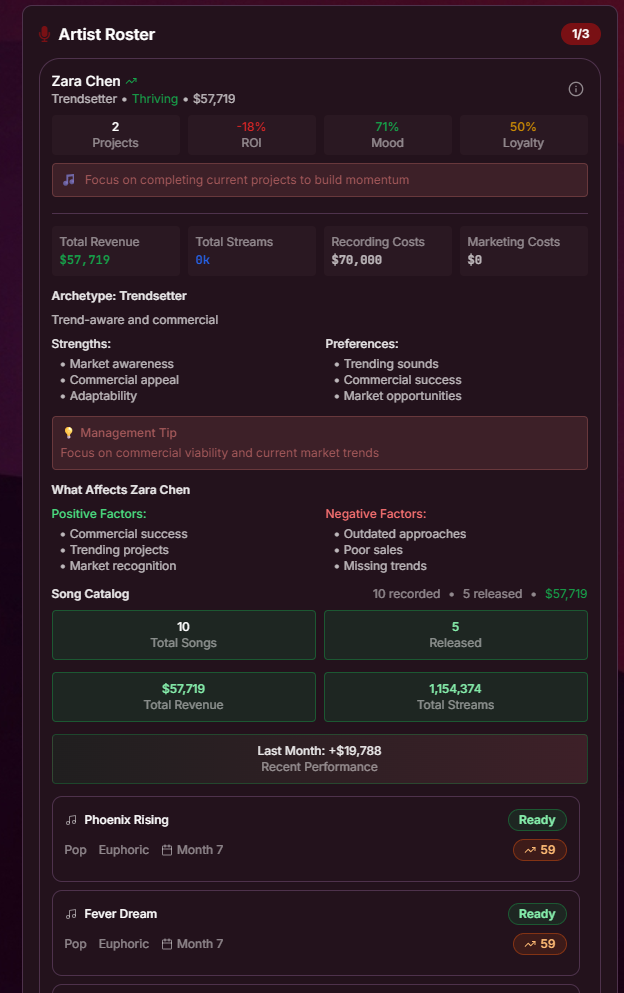 Artist Roster 1/3
Zara Chen
Trendsetter • Thriving • $57,719
2 -18% 71% 50%
Projects ROI Mood Loyalty
Focus on completing current projects to build momentum
Total Revenue Total Streams Recording Costs Marketing Costs
$57,719 0k $70,000 $0
Archetype: Trendsetter
Trend-aware and commercial
Strengths: Preferences:
• Market awareness • Trending sounds
• Commercial appeal • Commercial success
• Adaptability • Market opportunities
Management Tip
Focus on commercial viability and current market trends
What Affects Zara Chen
Positive Factors: Negative Factors:
• Commercial success • Outdated approaches
• Trending projects • Poor sales
• Market recognition • Missing trends
Song Catalog 10 recorded • 5 released • $57,719
10 5
Total Songs Released
$57,719 1,154,374
Total Revenue Total Streams
Last Month: +$19,788
Recent Performance
Phoenix Rising Ready
Pop Euphoric Month 7 59
Fever Dream Ready
Pop Euphoric Month 7 59